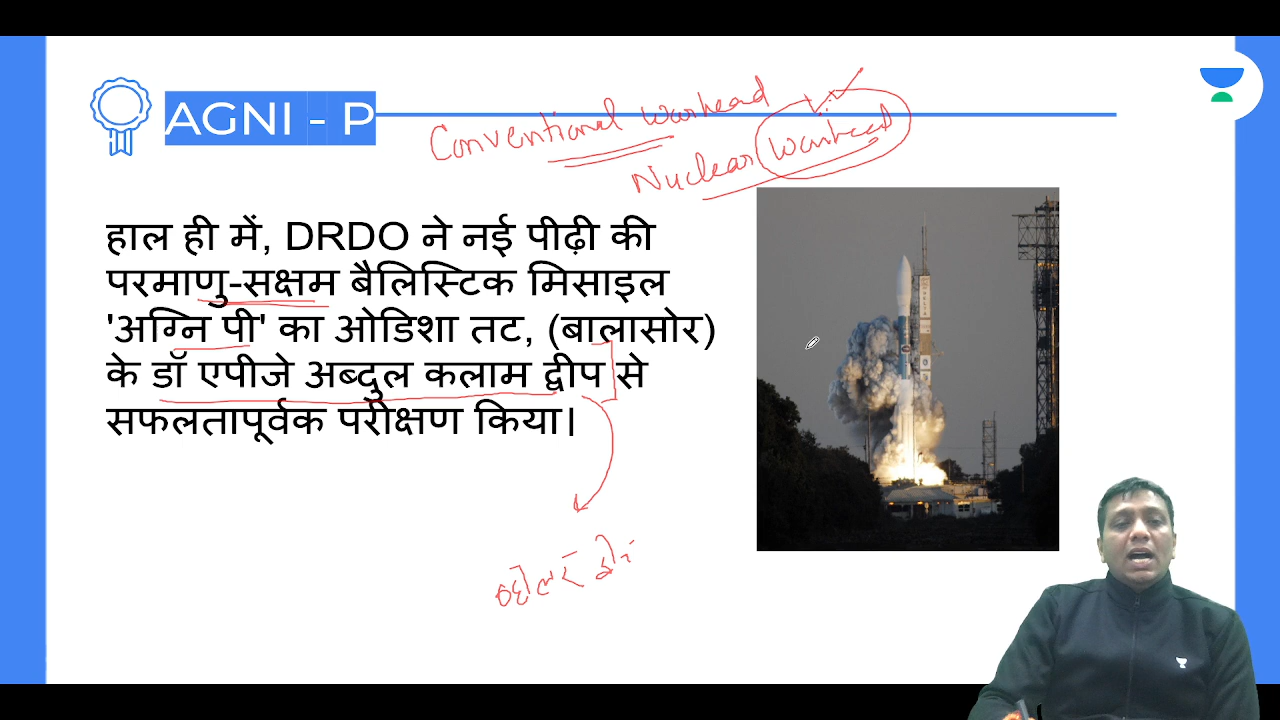 AGNI - P
Conventional Warhead
Nuclear Warhead
हाल ही में, DRDO ने नई पीढ़ी की
परमाणु-सक्षम बैलिस्टिक मिसाइल
'अग्नि पी' का ओडिशा तट, (बालासोर)
के डॉ एपीजे अब्दुल कलाम द्वीप से
सफलतापूर्वक परीक्षण किया।